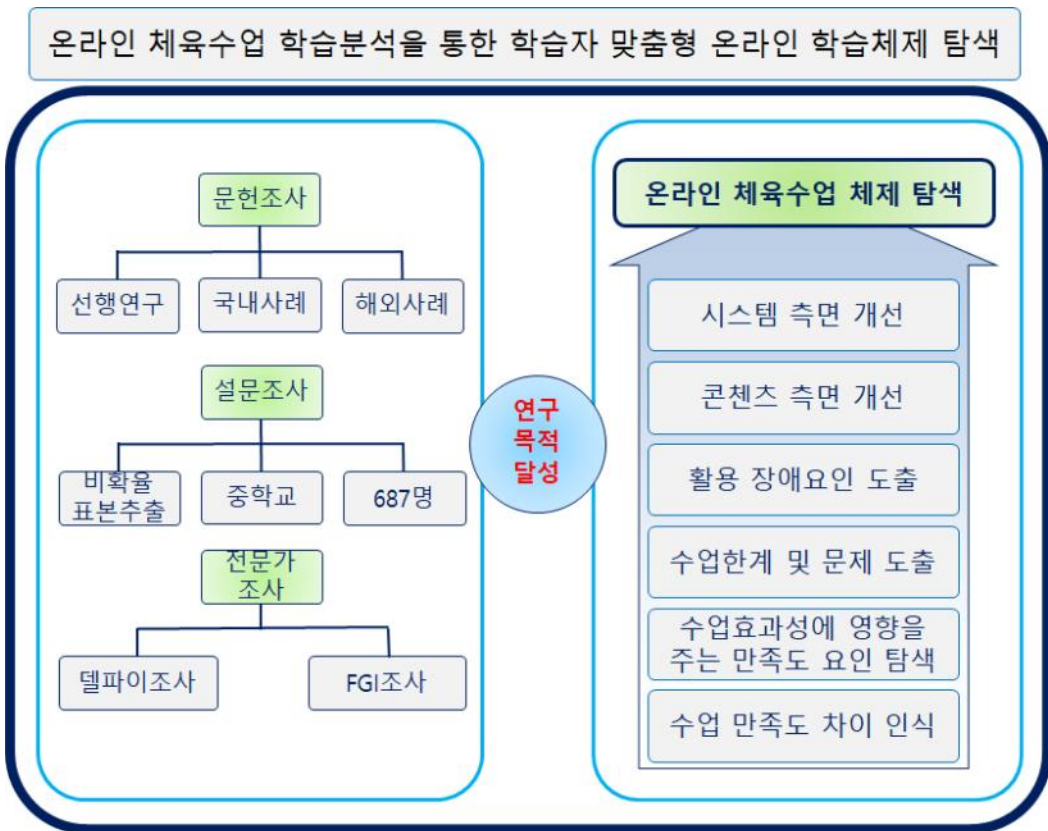 온라인 체육수업 학습분석을 통한 학습자 맞춤형 온라인 학습체제 탐색
문헌조사
선행연구
국내사례
해외사례
설문조사
비확율
표본추출
중학교
687명
전문가
조사
델파이조사
FGI조사
연구
목적
달성
온라인 체육수업 체제 탐색
시스템 측면 개선
콘첸츠 측면 개선
활용 장애요인 도출
수업한계 및 문제 도출
수업효과성에 영향을
주는 만족도 요인 탐색
수업 만족도 차이 인식